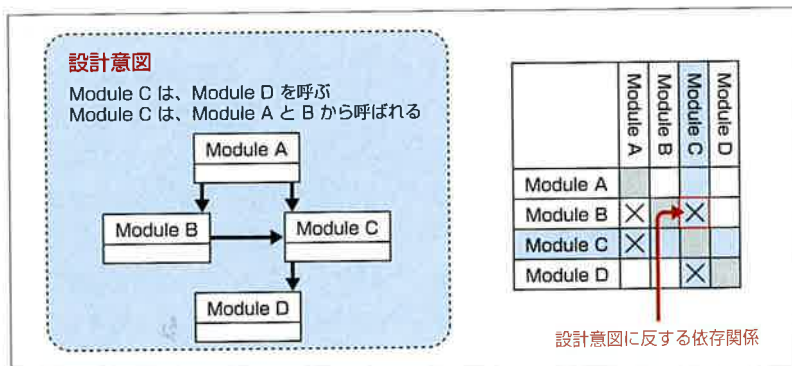 設計意図
Module C は、Module D を呼ぶ
Module C は、Module A と B から呼ばれる
Module A
Module B
Module C
Module D
Module A
Module B
Module C
Module D
Module A
Module B
×
×
Module C
×
Module D
×
設計意図に反する依存関係